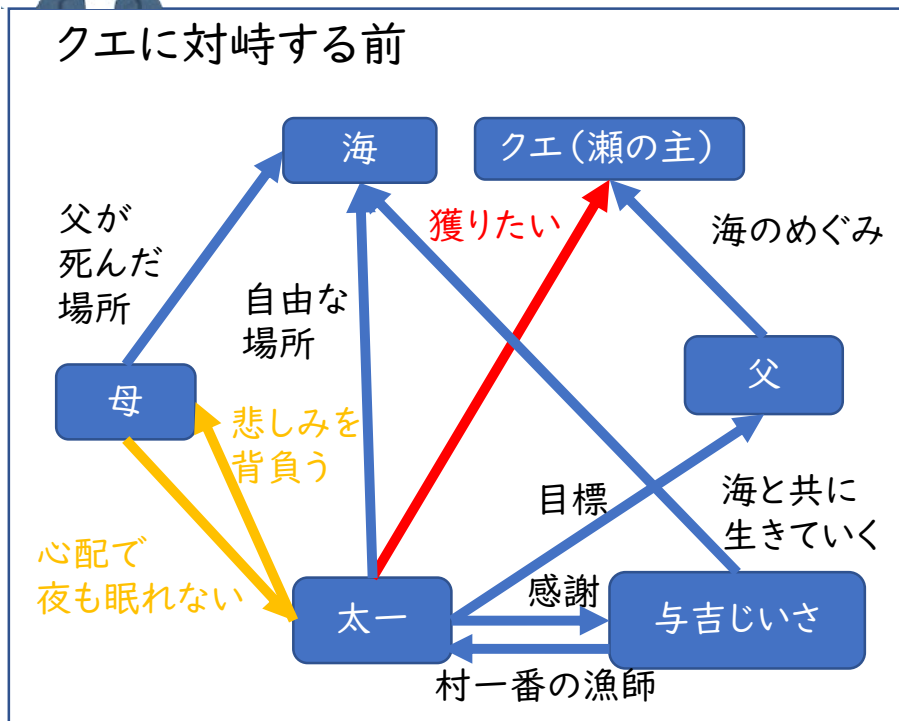 クエに対峙する前
海
クエ(瀬の主)
父が
死んだ
場所
獲りたい
海のめぐみ
自由な
場所
母
父
悲しみを
背負う
目標
海と共に
生きていく
心配で
夜も眠れない
太一
感謝
与吉じいさ
村一番の漁師